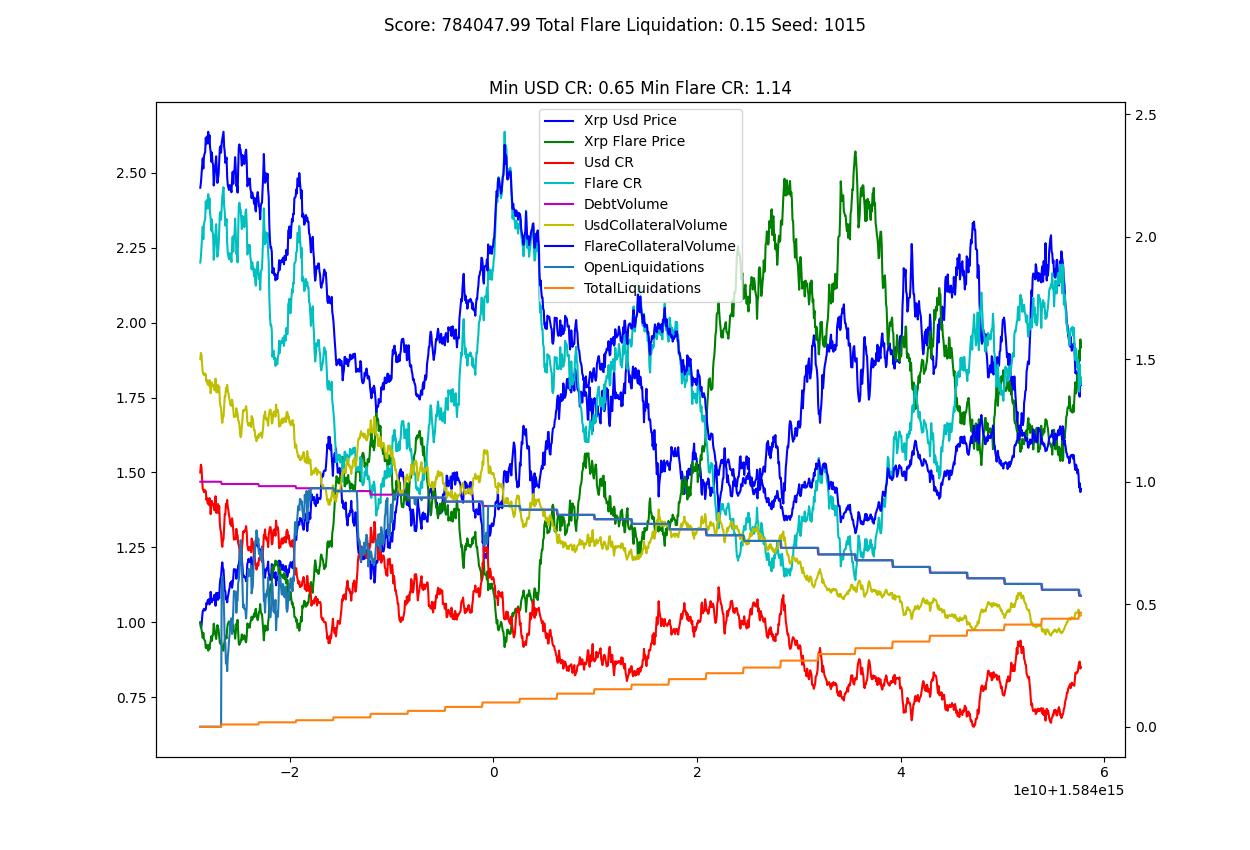 Score: 784047.99 Total Flare Liquidation: 0.15 Seed: 1015
Min USD CR: 0.65 Min Flare CR: 1.14
Xrp Usd Price
Xrp Flare Price
Usd CR
Flare CR
DebtVolume
UsdCollateralVolume
FlareCollateralVolume
OpenLiquidations
TotalLiquidations
2.50
2.25
2.00
1.75
1.50
1.25
1.00
0.75
2.5
2.0
1.5
1.0
0.5
0.0
−2 0 2 4 6
1e10+1.584e15